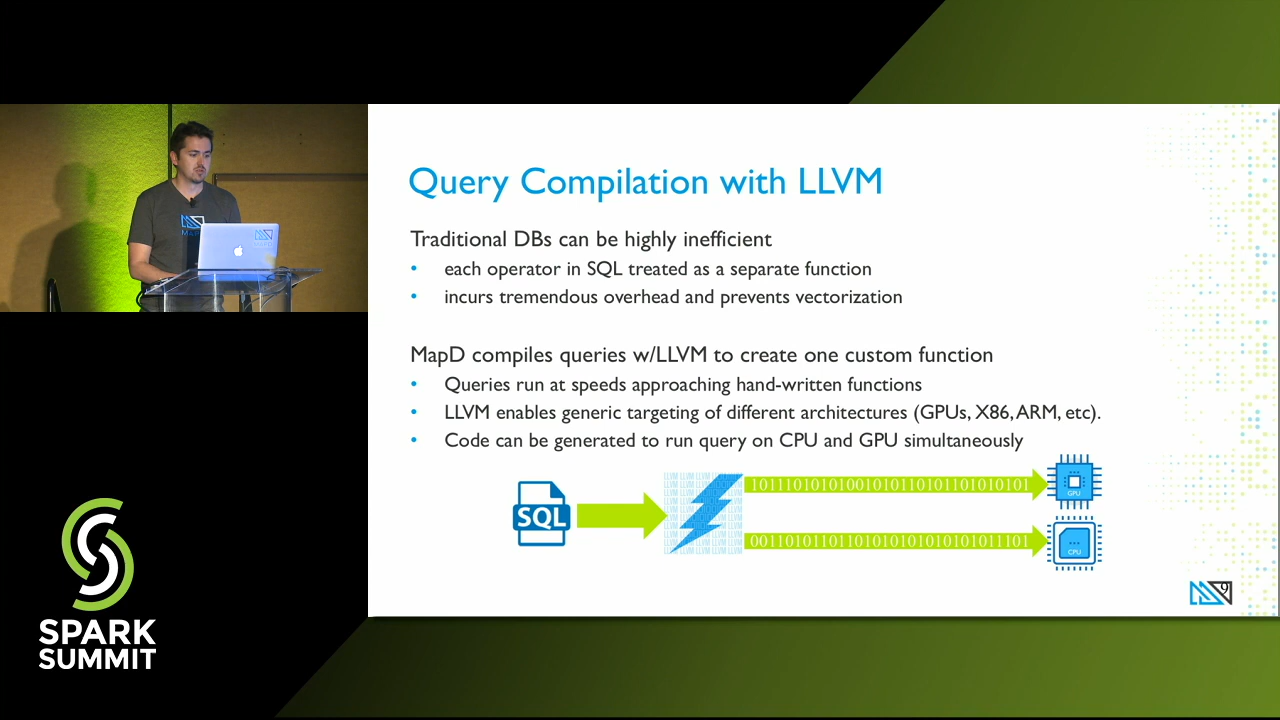 Query Compilation with LLVM
Traditional DBs can be highly inefficient
• each operator in SQL treated as a separate function
• incurs tremendous overhead and prevents vectorization
MapD compiles queries w/LLVM to create one custom function
• Queries run at speeds approaching hand-written functions
• LLVM enables generic targeting of different architectures (GPUs, X86, ARM, etc).
• Code can be generated to run query on CPU and GPU simultaneously
SQL
GPU
CPU
9
SPARK
SUMMIT